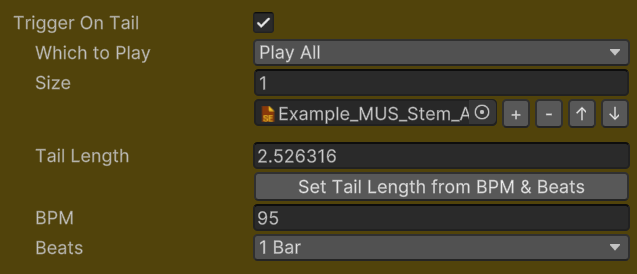 Trigger On Tail
Which to Play Play All
Size 1
SE Example_MUS_Stem_A + -
Tail Length 2.526316
Set Tail Length from BPM & Beats
BPM 95
Beats 1 Bar